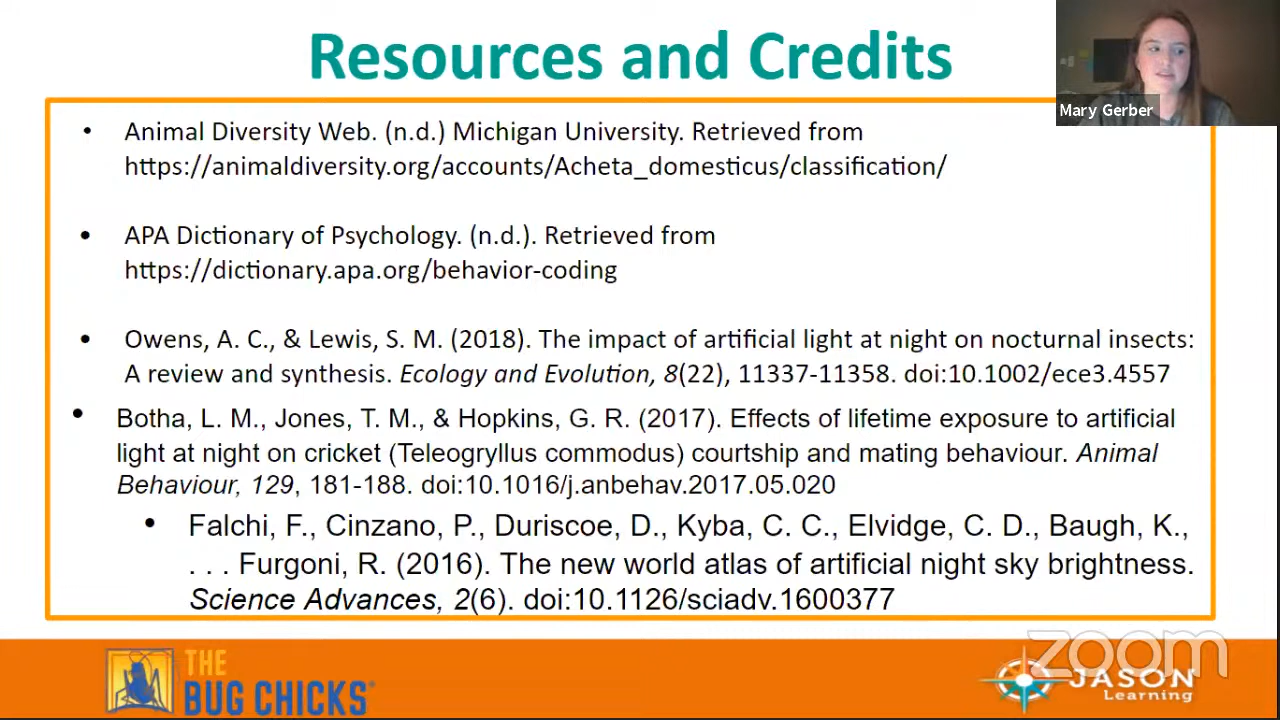 Resources and Credits
Mary Gerber
• Animal Diversity Web. (n.d.) Michigan University. Retrieved from
https://animaldiversity.org/accounts/Acheta_domesticus/classification/
• APA Dictionary of Psychology. (n.d.). Retrieved from
https://dictionary.apa.org/behavior-coding
• Owens, A. C., & Lewis, S. M. (2018). The impact of artificial light at night on nocturnal insects:
A review and synthesis. Ecology and Evolution, 8(22), 11337-11358. doi:10.1002/ece3.4557
• Botha, L. M., Jones, T. M., & Hopkins, G. R. (2017). Effects of lifetime exposure to artificial
light at night on cricket (Teleogryllus commodus) courtship and mating behaviour. Animal
Behaviour, 129, 181-188. doi:10.1016/j.anbehav.2017.05.020
• Falchi, F., Cinzano, P., Duriscoe, D., Kyba, C. C., Elvidge, C. D., Baugh, K.,
. . . Furgoni, R. (2016). The new world atlas of artificial night sky brightness.
Science Advances, 2(6). doi:10.1126/sciadv.1600377
THE
BUG CHICKS®
zoom
JASON
Learning